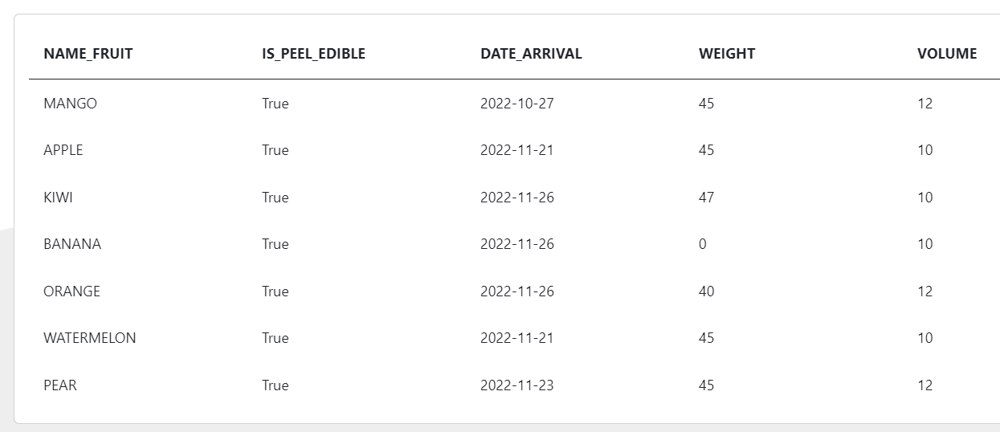 NAME_FRUIT IS_PEEL_EDIBLE DATE_ARRIVAL WEIGHT VOLUME
MANGO True 2022-10-27 45 12
APPLE True 2022-11-21 45 10
KIWI True 2022-11-26 47 10
BANANA True 2022-11-26 0 10
ORANGE True 2022-11-26 40 12
WATERMELON True 2022-11-21 45 10
PEAR True 2022-11-23 45 12